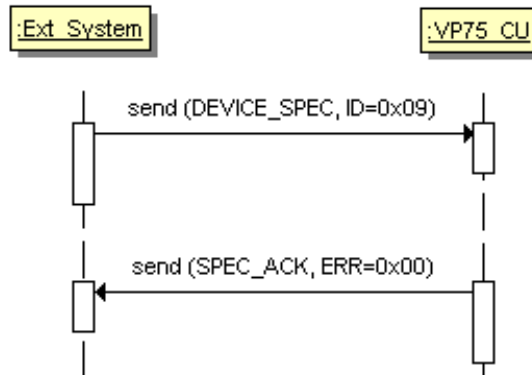 :Ext_System
:VP75_CU
send (DEVICE_SPEC, ID=0x09)
send (SPEC_ACK, ERR=0x00)